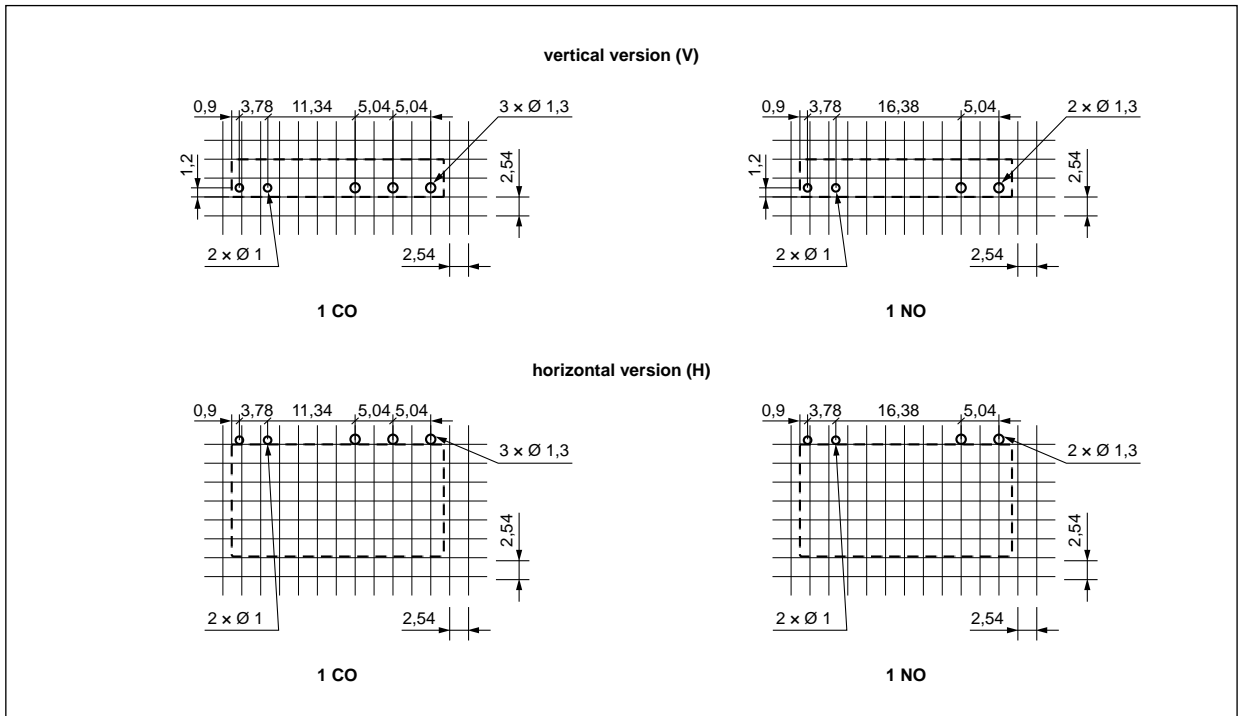 vertical version (V)
0,9 3,78 11,34 5,04 5,04 3 × Ø 1,3
1,2
2,54
2 × Ø 1 2,54
1 CO
0,9 3,78 16,38 5,04 2 × Ø 1,3
1,2
2,54
2 × Ø 1 2,54
1 NO
horizontal version (H)
0,9 3,78 11,34 5,04 5,04
3 × Ø 1,3
2,54
2 × Ø 1 2,54
1 CO
0,9 3,78 16,38 5,04
2 × Ø 1,3
2,54
2 × Ø 1 2,54
1 NO